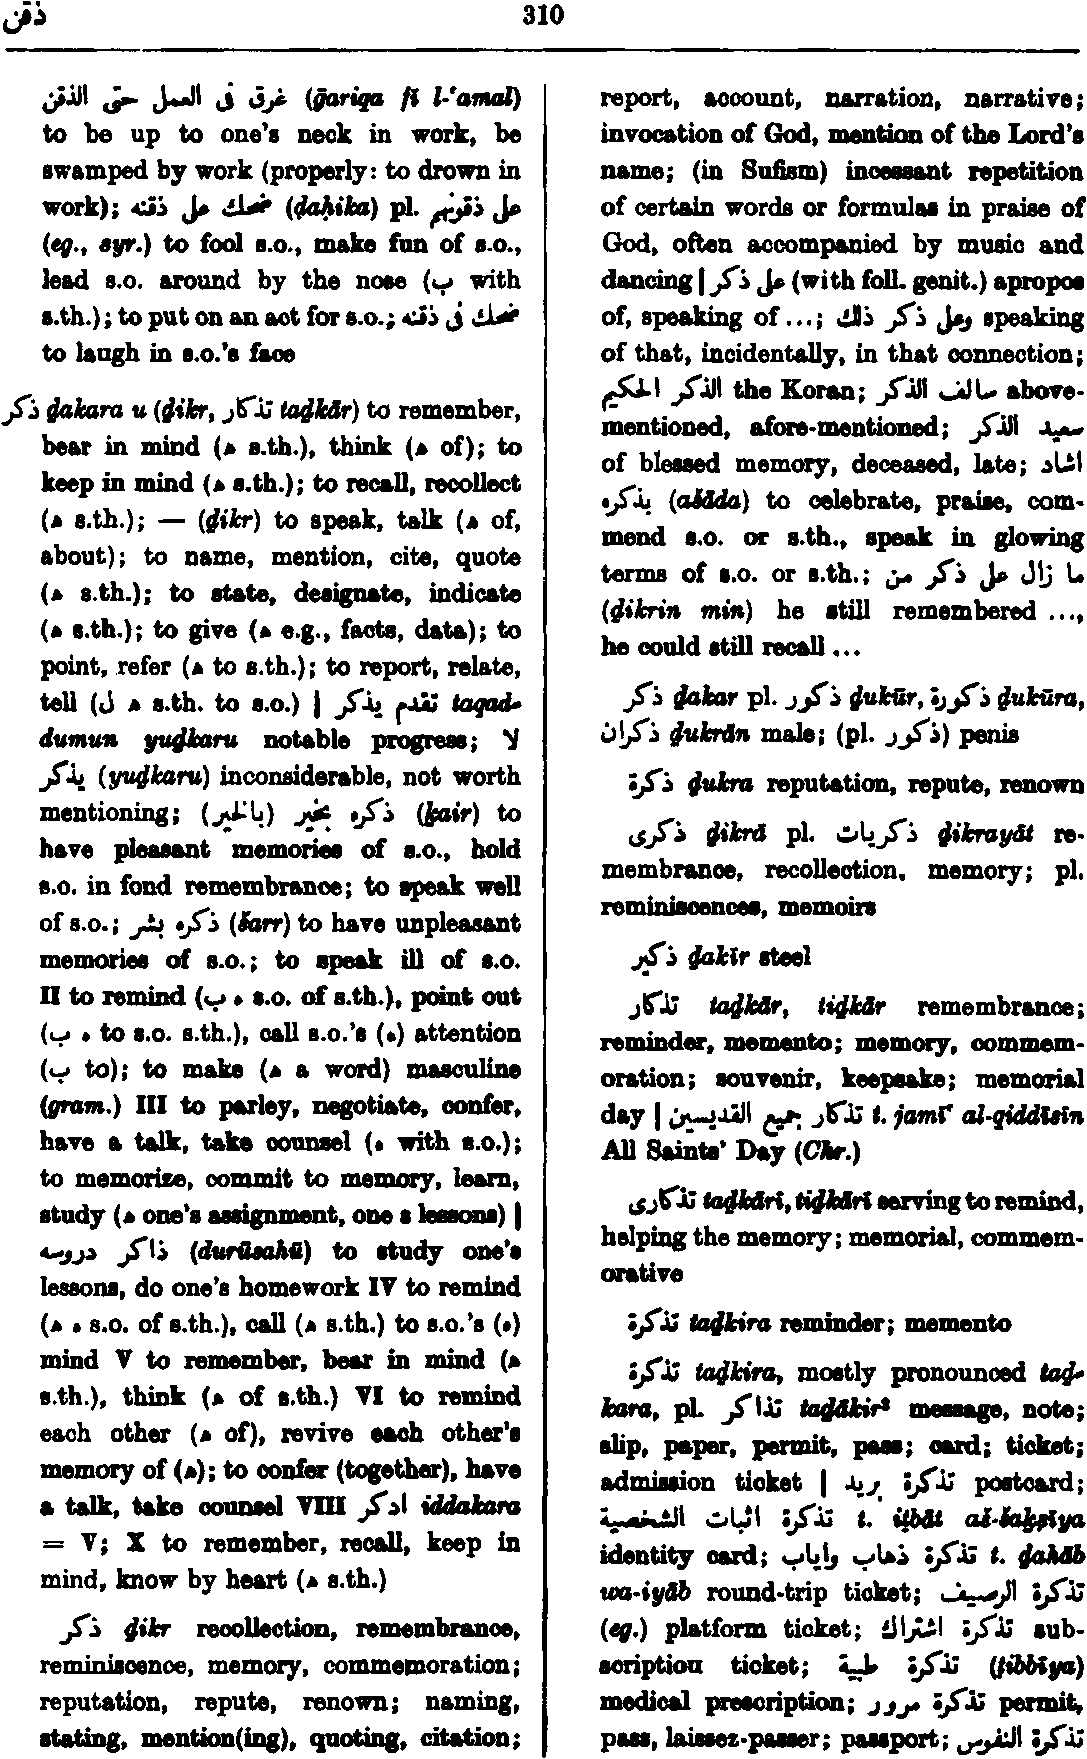 ذقن
310
غرق فى العمل حتى الذقن (ḡariqa fī l-‘amal)
to be up to one's neck in work, be
swamped by work (properly: to drown in
work); ضحك على ذقنه (ḍaḥika) pl. على ذقونهم
(eg., syr.) to fool s.o., make fun of s.o.,
lead s.o. around by the nose (ب with
s.th.); to put on an act for s.o.; ضحك فى ذقنه
to laugh in s.o.'s face
ذكر ḏakara u (ḏikr, تذكار taḏkār) to remember,
bear in mind (ه s.th.), think (ه of); to
keep in mind (ه s.th.); to recall, recollect
(ه s.th.); — (ḏikr) to speak, talk (ه of,
about); to name, mention, cite, quote
(ه s.th.); to state, designate, indicate
(ه s.th.); to give (ه e.g., facts, data); to
point, refer (ه to s.th.); to report, relate,
tell (ل ه s.th. to s.o.) | تقدم يذكر taqad-
dumun yuḏkaru notable progress; لا
يذكر (yuḏkaru) inconsiderable, not worth
mentioning; ذكره بخير (بالخير) (ḵair) to
have pleasant memories of s.o., hold
s.o. in fond remembrance; to speak well
of s.o.; ذكره بشر (šarr) to have unpleasant
memories of s.o.; to speak ill of s.o.
II to remind (ه ب s.o. of s.th.), point out
(ه ب to s.o. s.th.), call s.o.'s (ه) attention
(ب to); to make (ه a word) masculine
(gram.) III to parley, negotiate, confer,
have a talk, take counsel (ه with s.o.);
to memorize, commit to memory, learn,
study (ه one's assignment, one s lessons) |
ذاكر دروسه (durūsahū) to study one's
lessons, do one's homework IV to remind
(ه ه s.o. of s.th.), call (ه s.th.) to s.o.'s (ه)
mind V to remember, bear in mind (ه
s.th.), think (ه of s.th.) VI to remind
each other (ه of), revive each other's
memory of (ه); to confer (together), have
a talk, take counsel VIII ادكر iddakara
= V; X to remember, recall, keep in
mind, know by heart (ه s.th.)
ذكر ḏikr recollection, remembrance,
reminiscence, memory, commemoration;
reputation, repute, renown; naming,
stating, mention(ing), quoting, citation;
report, account, narration, narrative;
invocation of God, mention of the Lord's
name; (in Sufism) incessant repetition
of certain words or formulas in praise of
God, often accompanied by music and
dancing | على ذكر (with foll. genit.) apropos
of, speaking of ...; وعلى ذكر ذلك speaking
of that, incidentally, in that connection;
الذكر الحكيم the Koran; سالف الذكر above-
mentioned, afore-mentioned; سعيد الذكر
of blessed memory, deceased, late; اشاد
بذكره (ašāda) to celebrate, praise, com-
mend s.o. or s.th., speak in glowing
terms of s.o. or s.th.; ما زال على ذكر من
(ḏikrin min) he still remembered ...,
he could still recall ...
ذكر ḏakar pl. ذكور ḏukūr, ذكورة ḏukūra,
ذكران ḏukrān male; (pl. ذكور) penis
ذكرة ḏukra reputation, repute, renown
ذكرى ḏikrā pl. ذكريات ḏikrayāt re-
membrance, recollection, memory; pl.
reminiscences, memoirs
ذكير ḏakīr steel
تذكار taḏkār, tiḏkār remembrance;
reminder, memento; memory, commem-
oration; souvenir, keepsake; memorial
day | تذكار جميع القديسين t. jamī‘ al-qiddīsīn
All Saints' Day (Chr.)
تذكارى taḏkārī, tiḏkārī serving to remind,
helping the memory; memorial, commem-
orative
تذكرة taḏkira reminder; memento
تذكرة taḏkira, mostly pronounced taḏ-
kara, pl. تذاكر taḏākir² message, note;
slip, paper, permit, pass; card; ticket;
admission ticket | تذكرة بريد postcard;
تذكرة اثبات الشخصية t. iṯbāt aš-šaḵṣīya
identity card; تذكرة ذهاب واياب t. ḏahāb
wa-iyāb round-trip ticket; تذكرة الرصيف
(eg.) platform ticket; تذكرة اشتراك sub-
scription ticket; تذكرة طبية (ṭibbīya)
medical prescription; تذكرة مرور permit,
pass, laissez-passer; passport; تذكرة النفوس